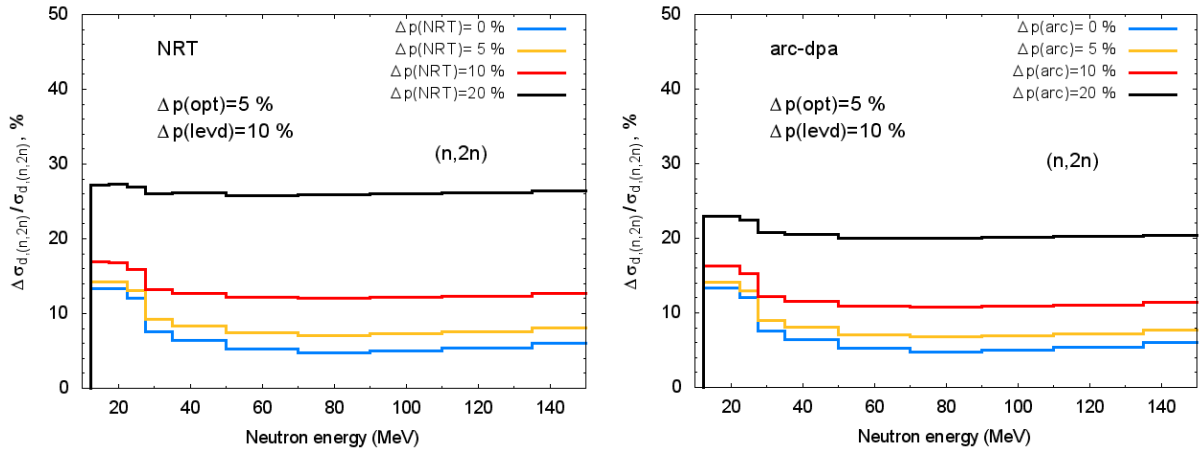 50
40
30
20
10
0
20
40
60
80
100
120
140
Δσd,(n,2n)/σd,(n,2n), %
Neutron energy (MeV)
NRT
Δp(opt)=5 %
Δp(levd)=10 %
(n,2n)
Δp(NRT)= 0 %
Δp(NRT)= 5 %
Δp(NRT)=10 %
Δp(NRT)=20 %
50
40
30
20
10
0
20
40
60
80
100
120
140
Δσd,(n,2n)/σd,(n,2n), %
Neutron energy (MeV)
arc-dpa
Δp(opt)=5 %
Δp(levd)=10 %
(n,2n)
Δp(arc)= 0 %
Δp(arc)= 5 %
Δp(arc)=10 %
Δp(arc)=20 %